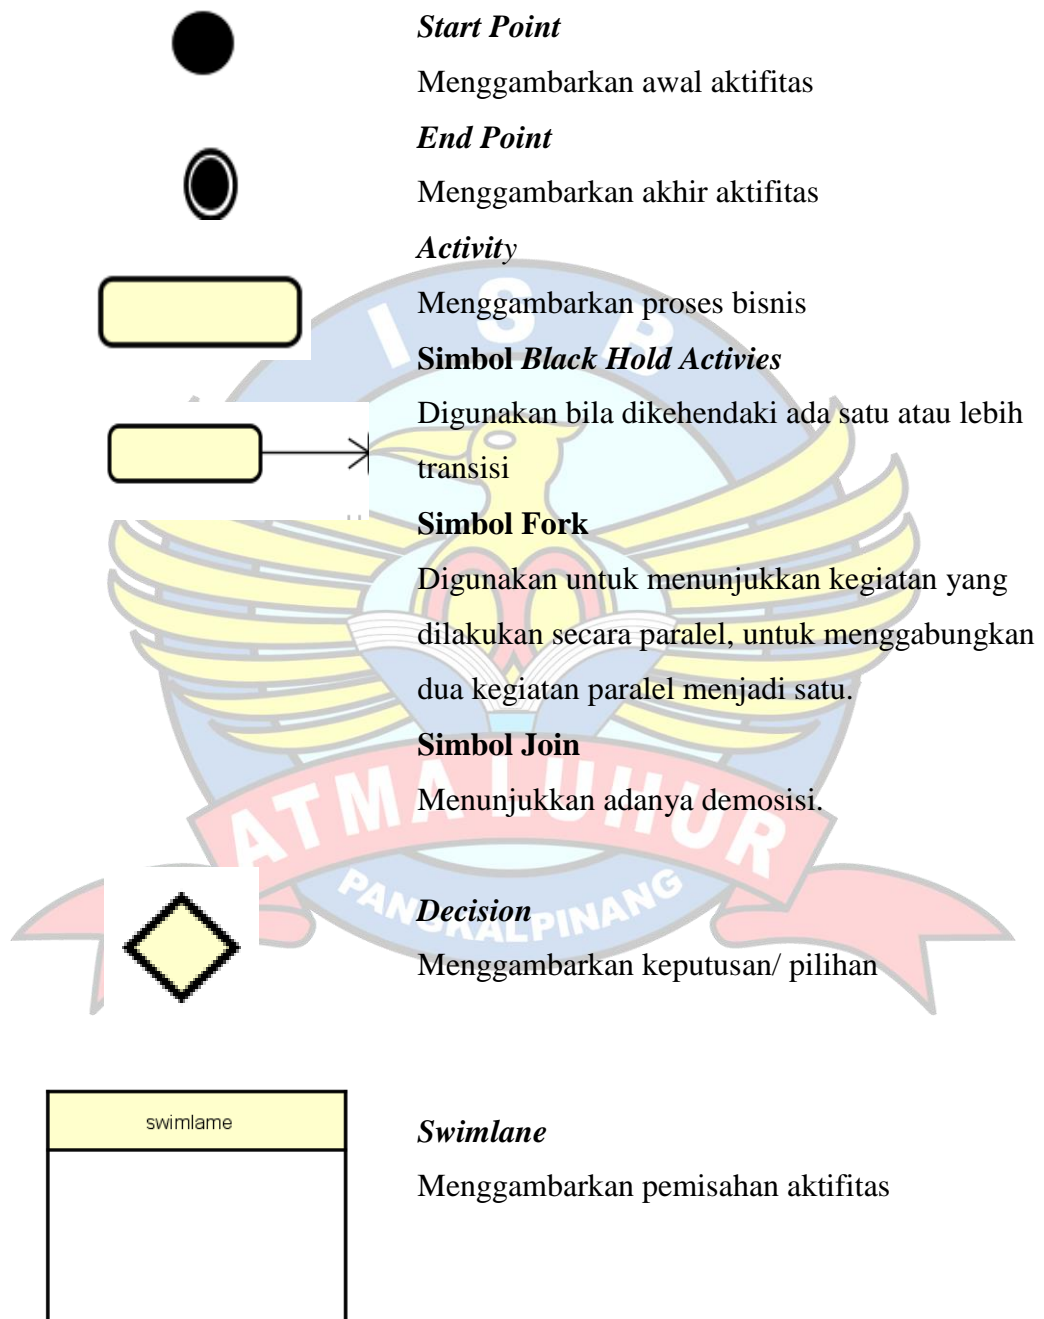 Start Point
Menggambarkan awal aktifitas
End Point
Menggambarkan akhir aktifitas
Activity
Menggambarkan proses bisnis
Simbol Black Hold Activies
Digunakan bila dikehendaki ada satu atau lebih
transisi
Simbol Fork
Digunakan untuk menunjukkan kegiatan yang
dilakukan secara paralel, untuk menggabungkan
dua kegiatan paralel menjadi satu.
Simbol Join
Menunjukkan adanya demosisi.
Decision
Menggambarkan keputusan/ pilihan
swimlame
Swimlane
Menggambarkan pemisahan aktifitas
I S B
ATMA LUHUR
PANGKALPINANG